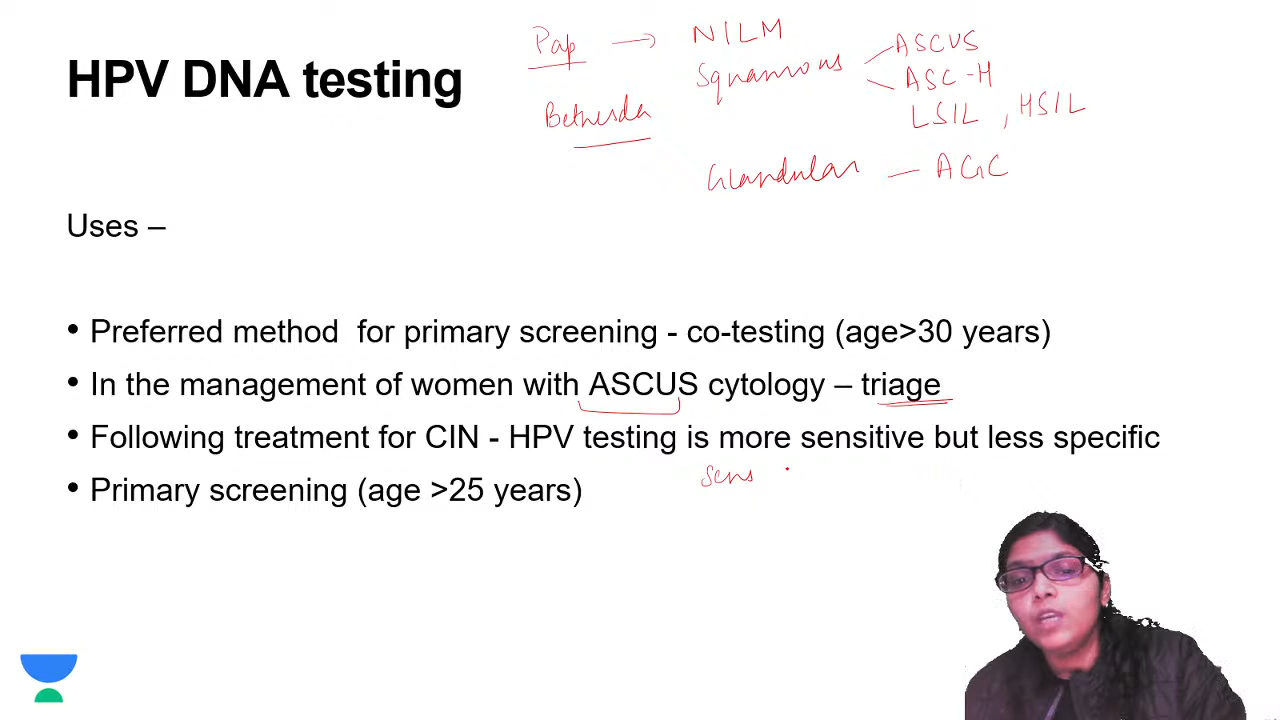 Pap → NILM
Squamous ASCUS
ASC-H
LSIL, HSIL
Bethesda
Glandular — AGC
HPV DNA testing
Uses –
• Preferred method for primary screening - co-testing (age>30 years)
• In the management of women with ASCUS cytology – triage
• Following treatment for CIN - HPV testing is more sensitive but less specific
sens
• Primary screening (age >25 years)